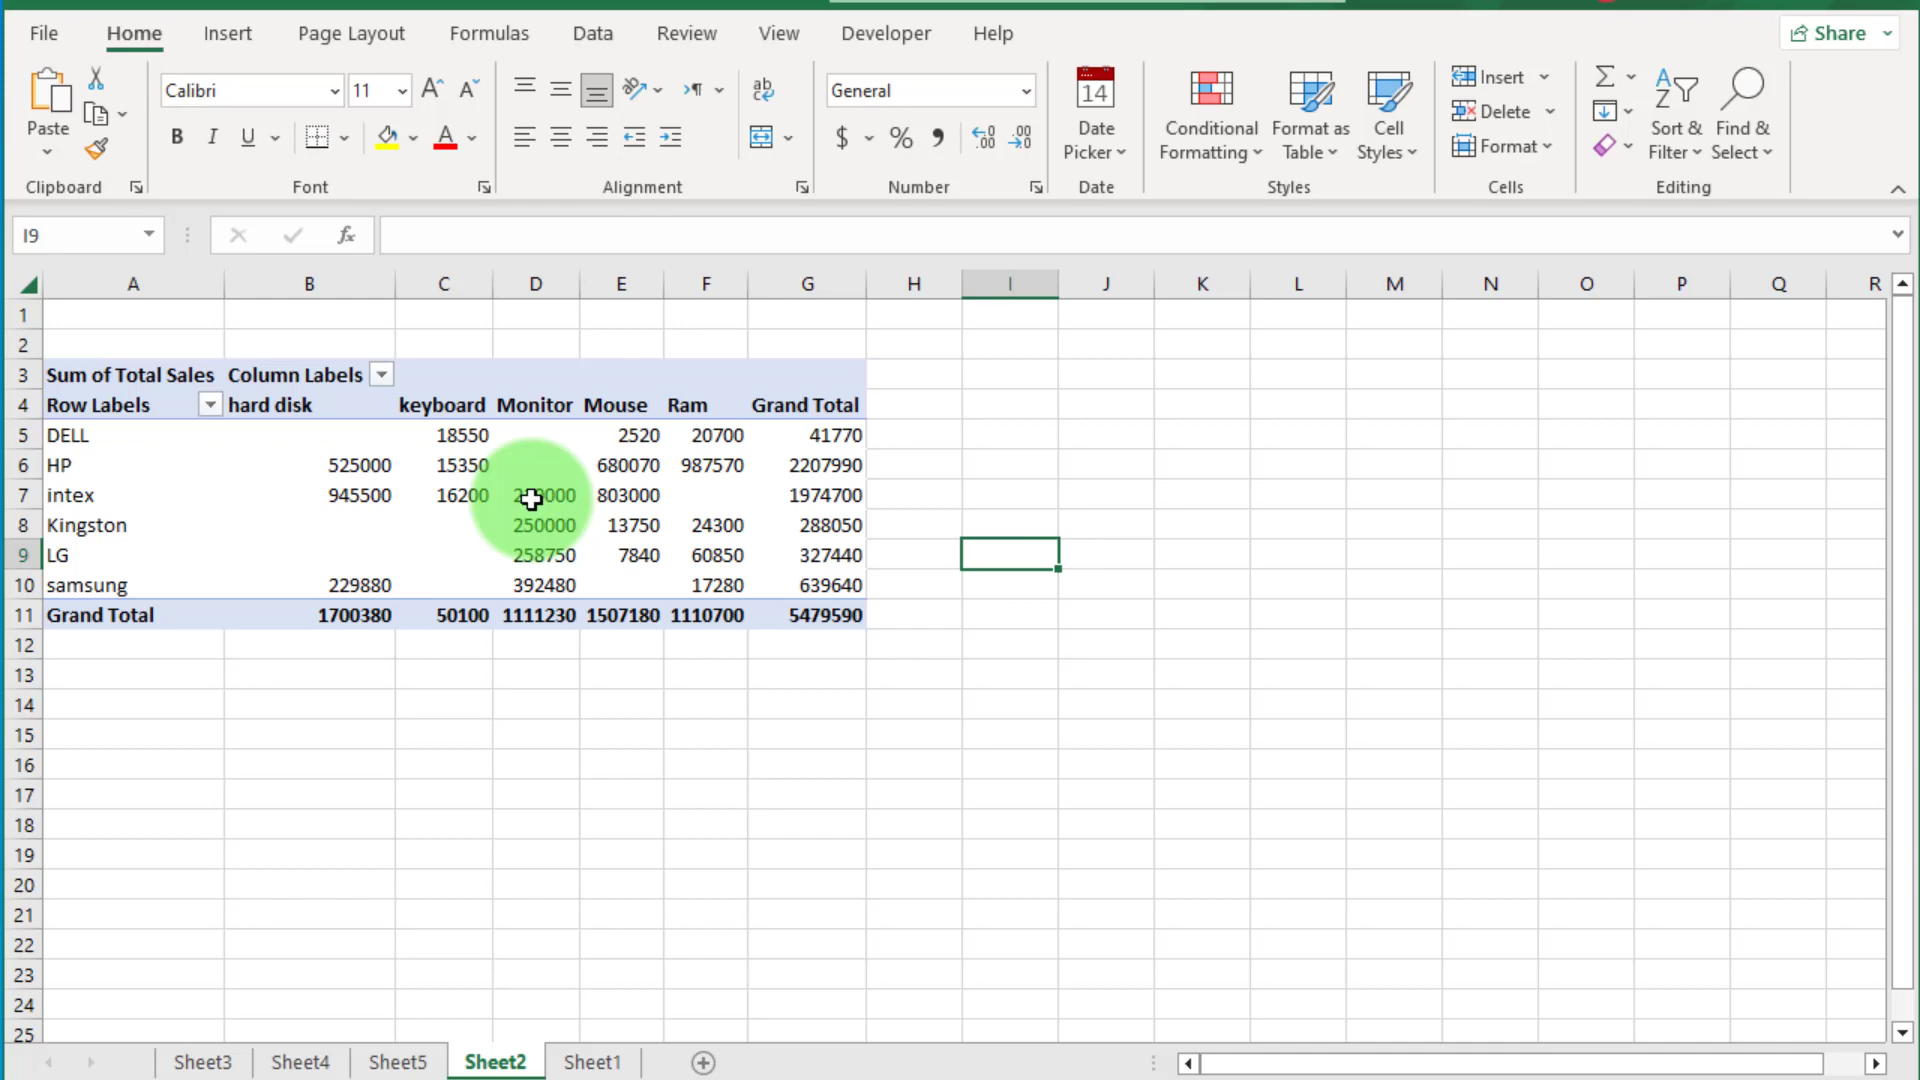 File Home Insert Page Layout Formulas Data Review View Developer Help Share
Calibri 11 General Insert
14
Paste Date Conditional Format as Cell Delete Sort & Find &
Picker Formatting Table Styles Format Filter Select
Clipboard Font Alignment Number Date Styles Cells Editing
I9 fx
A B C D E F G H I J K L M N O P Q R
1
2
3 Sum of Total Sales Column Labels
4 Row Labels hard disk keyboard Monitor Mouse Ram Grand Total
5 DELL 18550 2520 20700 41770
6 HP 525000 15350 680070 987570 2207990
7 intex 945500 16200 803000 1974700
8 Kingston 250000 13750 24300 288050
9 LG 258750 7840 60850 327440
10 samsung 229880 392480 17280 639640
11 Grand Total 1700380 50100 1111230 1507180 1110700 5479590
12
13
14
15
16
17
18
19
20
21
22
23
24
25
Sheet3 Sheet4 Sheet5 Sheet2 Sheet1